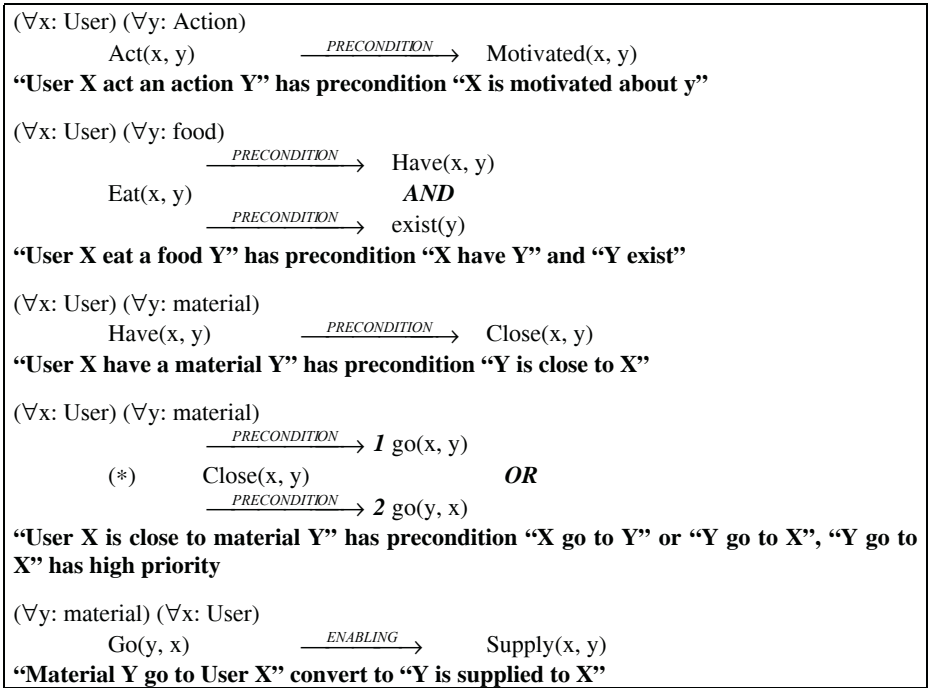 (∀x: User) (∀y: Action)
Act(x, y) PRECONDITION → Motivated(x, y)
“User X act an action Y” has precondition “X is motivated about y”
(∀x: User) (∀y: food)
PRECONDITION → Have(x, y)
Eat(x, y) AND
PRECONDITION → exist(y)
“User X eat a food Y” has precondition “X have Y” and “Y exist”
(∀x: User) (∀y: material)
Have(x, y) PRECONDITION → Close(x, y)
“User X have a material Y” has precondition “Y is close to X”
(∀x: User) (∀y: material)
PRECONDITION → 1 go(x, y)
(*) Close(x, y) OR
PRECONDITION → 2 go(y, x)
“User X is close to material Y” has precondition “X go to Y” or “Y go to X”, “Y go to
X” has high priority
(∀y: material) (∀x: User)
Go(y, x) ENABLING → Supply(x, y)
“Material Y go to User X” convert to “Y is supplied to X”